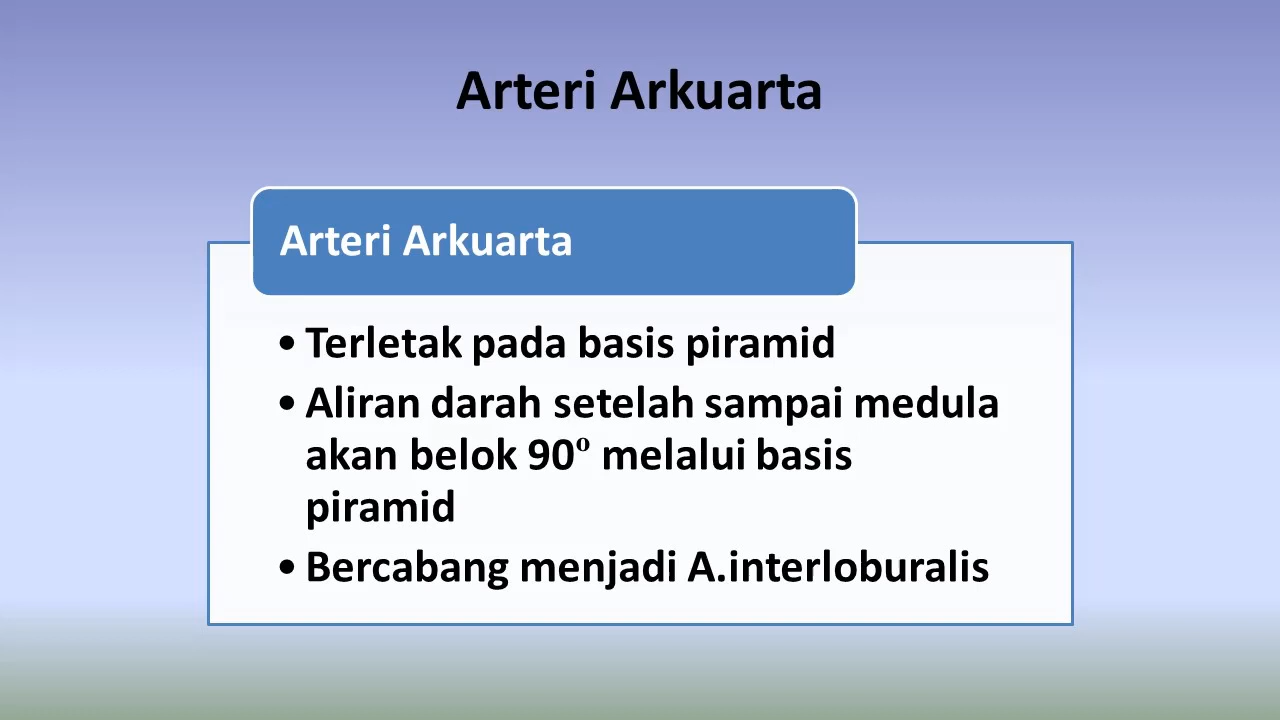 Arteri Arkuarta
Arteri Arkuarta
• Terletak pada basis piramid
• Aliran darah setelah sampai medula
akan belok 90º melalui basis
piramid
• Bercabang menjadi A.interloburalis